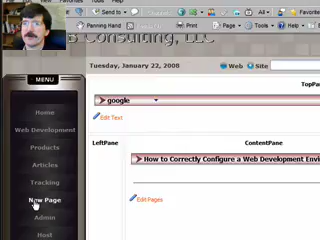 Favorites Tools Help
Send to
Panning Hand Print Page Tools
B Consulting, LLC
Tuesday, January 22, 2008 Web Site
MENU
TopPa
google
Edit Text
Home
Web Development
Products
Articles
Tracking
New Page
Admin
Host
LeftPane ContentPane
How to Correctly Configure a Web Development Envi
Edit Pages